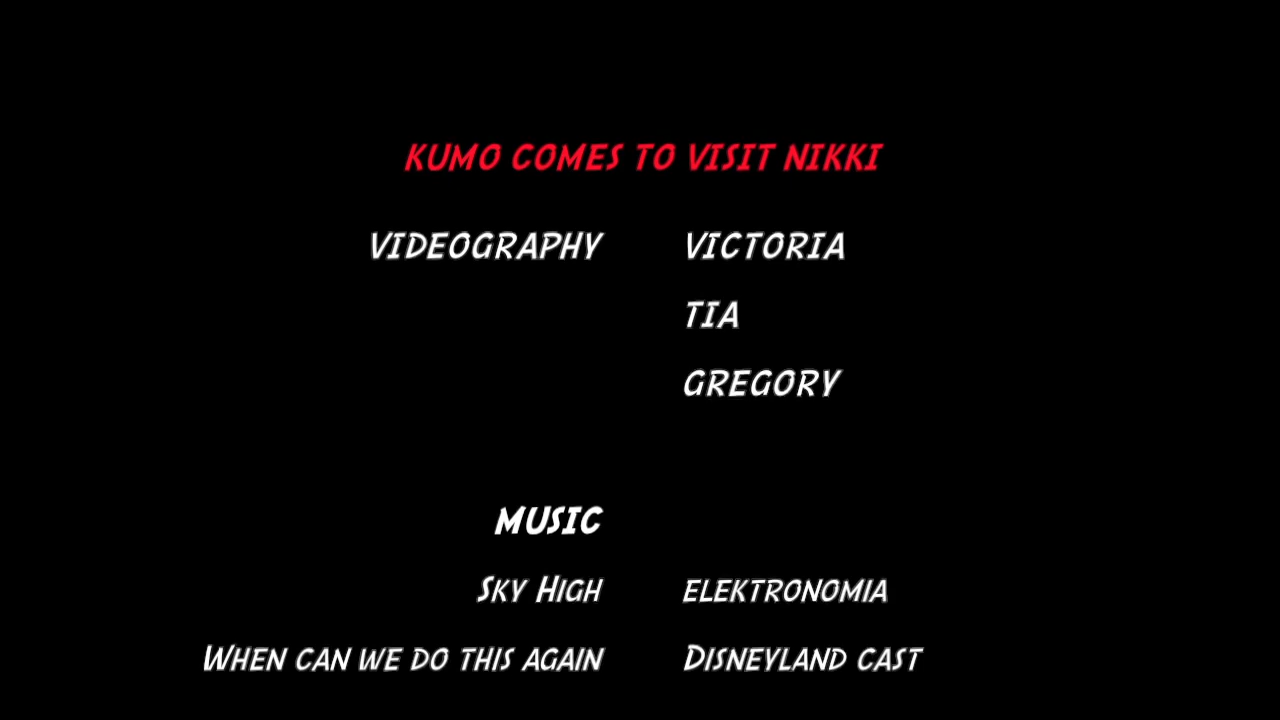 KUMO COMES TO VISIT NIKKI
VIDEOGRAPHY VICTORIA
TIA
GREGORY
MUSIC
SKY HIGH ELEKTRONOMIA
WHEN CAN WE DO THIS AGAIN DISNEYLAND CAST